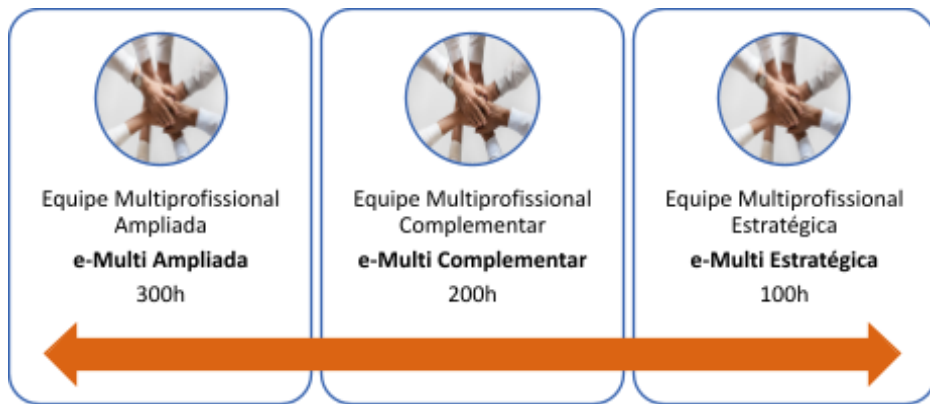 Equipe Multiprofissional
Ampliada
e-Multi Ampliada
300h
Equipe Multiprofissional
Complementar
e-Multi Complementar
200h
Equipe Multiprofissional
Estratégica
e-Multi Estratégica
100h